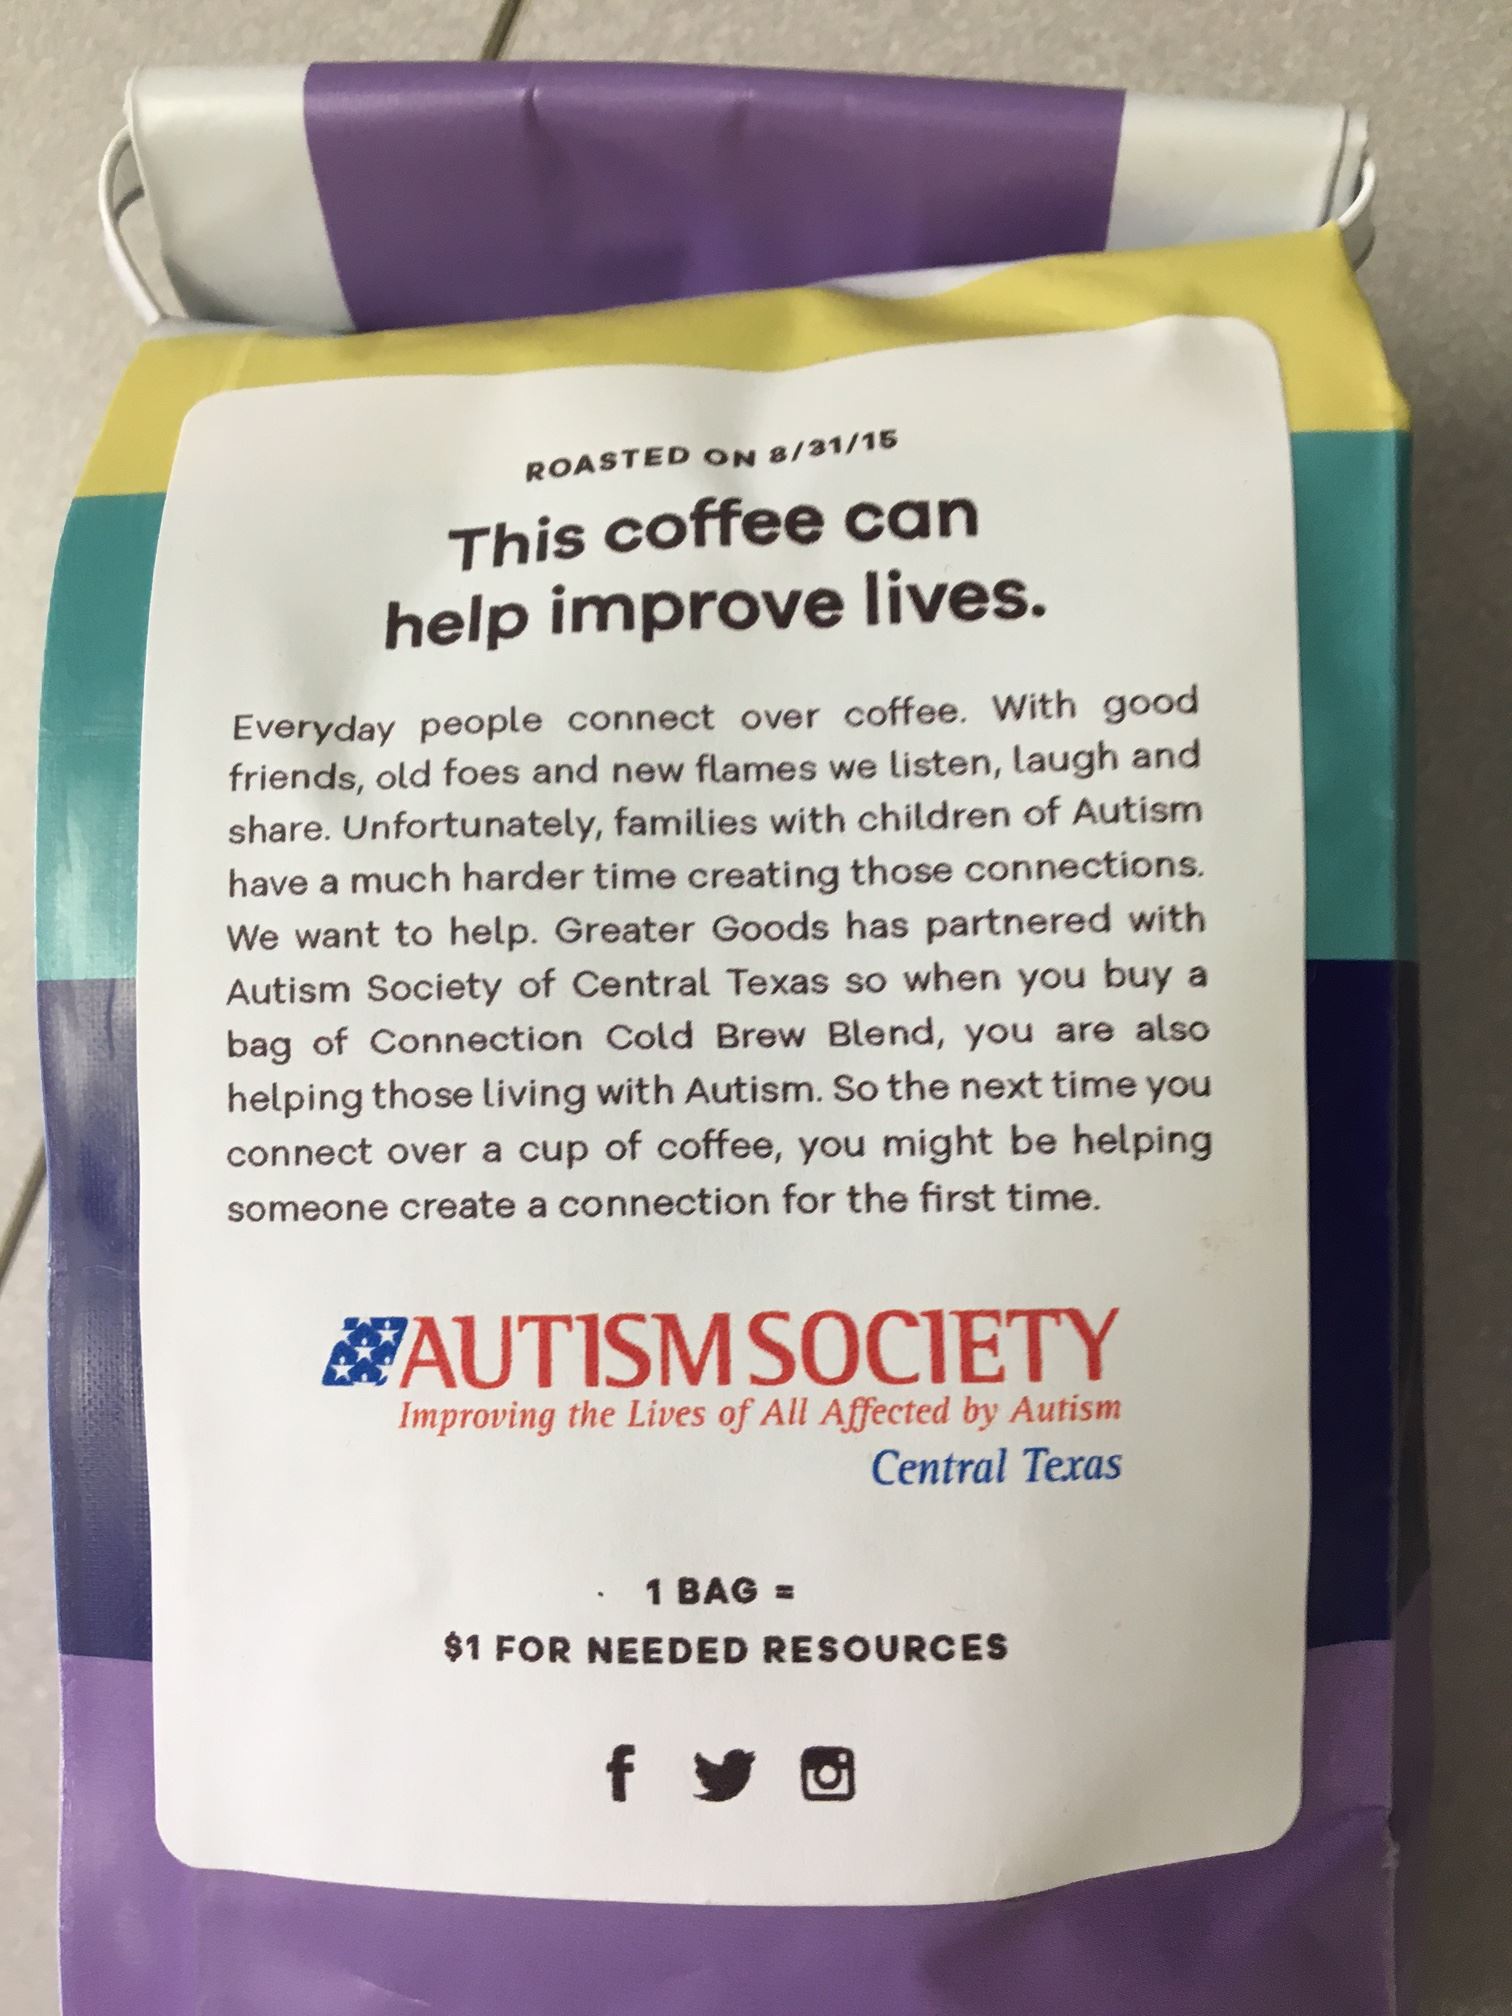 ROASTED ON 8/31/15
This coffee can
help improve lives.
Everyday people connect over coffee. With good
friends, old foes and new flames we listen, laugh and
share. Unfortunately, families with children of Autism
have a much harder time creating those connections.
We want to help. Greater Goods has partnered with
Autism Society of Central Texas so when you buy a
bag of Connection Cold Brew Blend, you are also
helping those living with Autism. So the next time you
connect over a cup of coffee, you might be helping
someone create a connection for the first time.
AUTISM SOCIETY
Improving the Lives of All Affected by Autism
Central Texas
1 BAG =
$1 FOR NEEDED RESOURCES